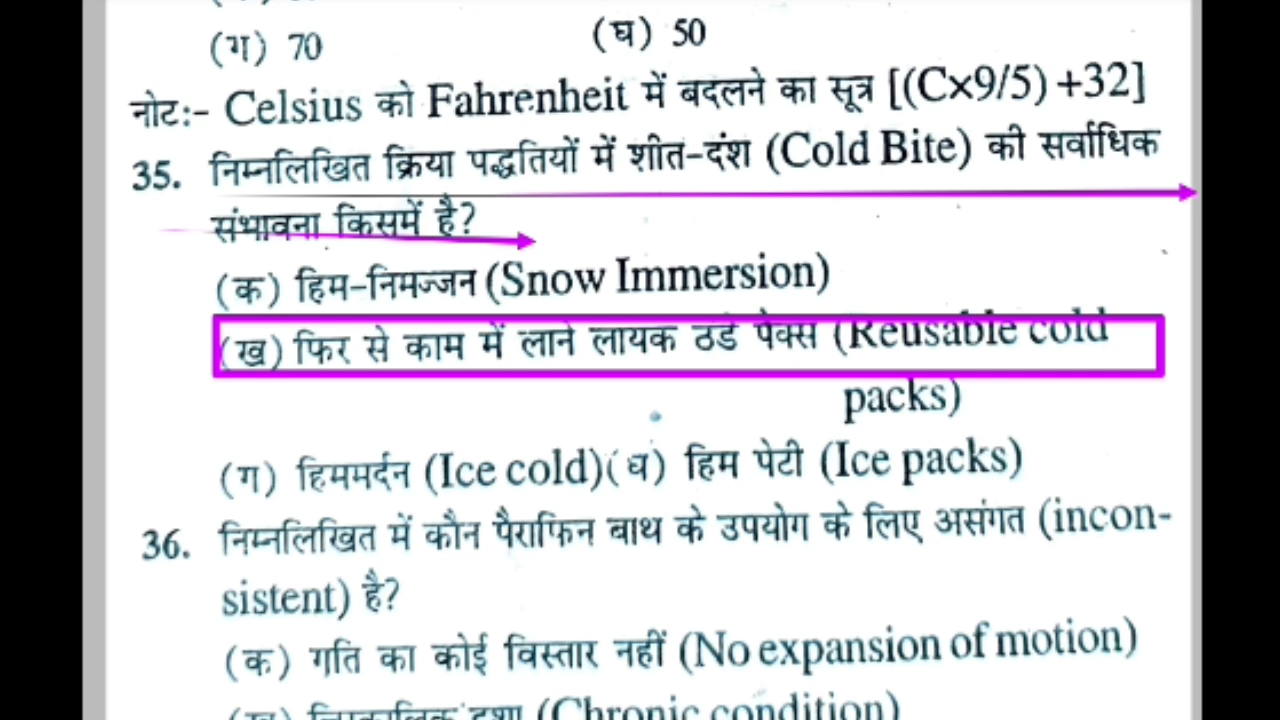 (ग) 70 (घ) 50
नोट:- Celsius को Fahrenheit में बदलने का सूत्र [(C×9/5) +32]
35. निम्नलिखित क्रिया पद्धतियों में शीत-दंश (Cold Bite) की सर्वाधिक
संभावना किसमें है?
(क) हिम-निमज्जन (Snow Immersion)
(ख) फिर से काम में लाने लायक ठंडे पैक्स (Reusable cold
packs)
(ग) हिममर्दन (Ice cold) (घ) हिम पेटी (Ice packs)
36. निम्नलिखित में कौन पैराफिन बाथ के उपयोग के लिए असंगत (incon-
sistent) है?
(क) गति का कोई विस्तार नहीं (No expansion of motion)
(Chronic condition)